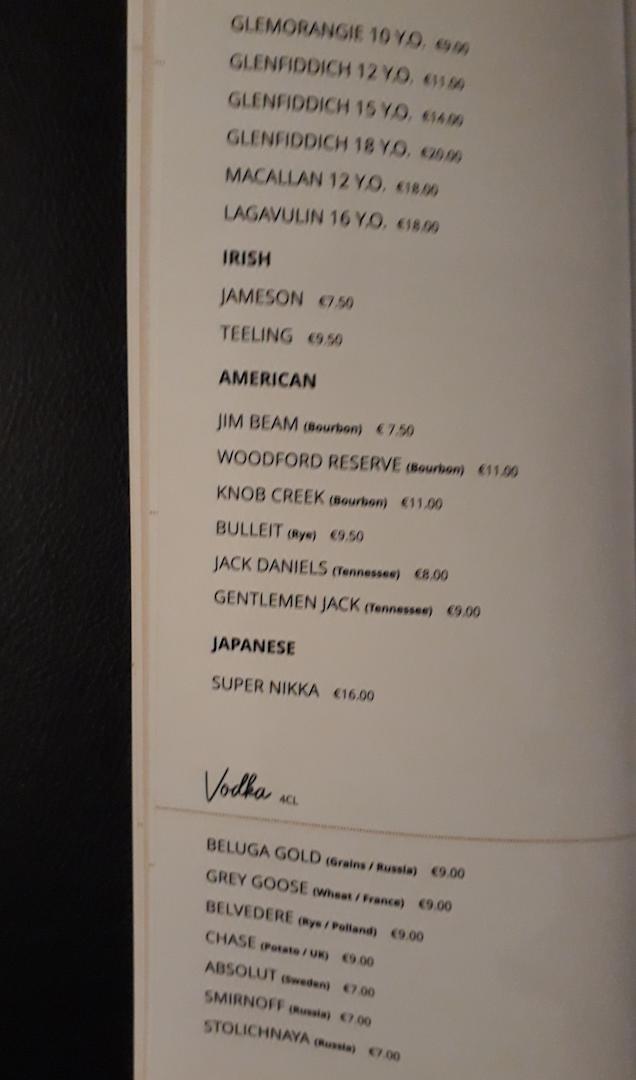 GLEMORANGIE 10 Y.O. €9.00
GLENFIDDICH 12 Y.O. €11.00
GLENFIDDICH 15 Y.O. €14.00
GLENFIDDICH 18 Y.O. €20.00
MACALLAN 12 Y.O. €18.00
LAGAVULIN 16 Y.O. €18.00
IRISH
JAMESON €7.50
TEELING €9.50
AMERICAN
JIM BEAM (Bourbon) € 7.50
WOODFORD RESERVE (Bourbon) €11.00
KNOB CREEK (Bourbon) €11.00
BULLEIT (Rye) €9.50
JACK DANIELS (Tennessee) €8.00
GENTLEMEN JACK (Tennessee) €9.00
JAPANESE
SUPER NIKKA €16.00
Vodka 4CL
BELUGA GOLD (Grains / Russia) €9.00
GREY GOOSE (Wheat / France) €9.00
BELVEDERE (Rye / Polland) €9.00
CHASE (Potato / UK) €9.00
ABSOLUT (Sweden) €7.00
SMIRNOFF (Russia) €7.00
STOLICHNAYA (Russia) €7.00